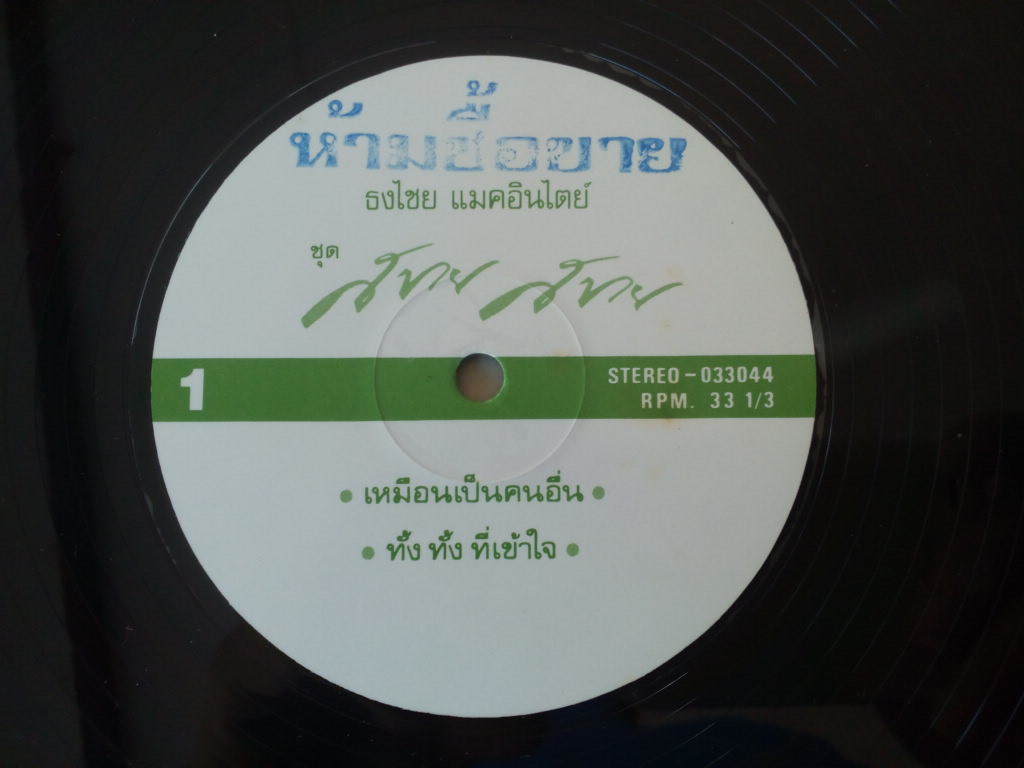 ห้ามซื้อขาย
ธงไชย แมคอินไตย์
ชุด สบาย สบาย
1
STEREO-033044
RPM. 33 1/3
• เหมือนเป็นคนอื่น •
• ทั้ง ทั้ง ที่เข้าใจ •